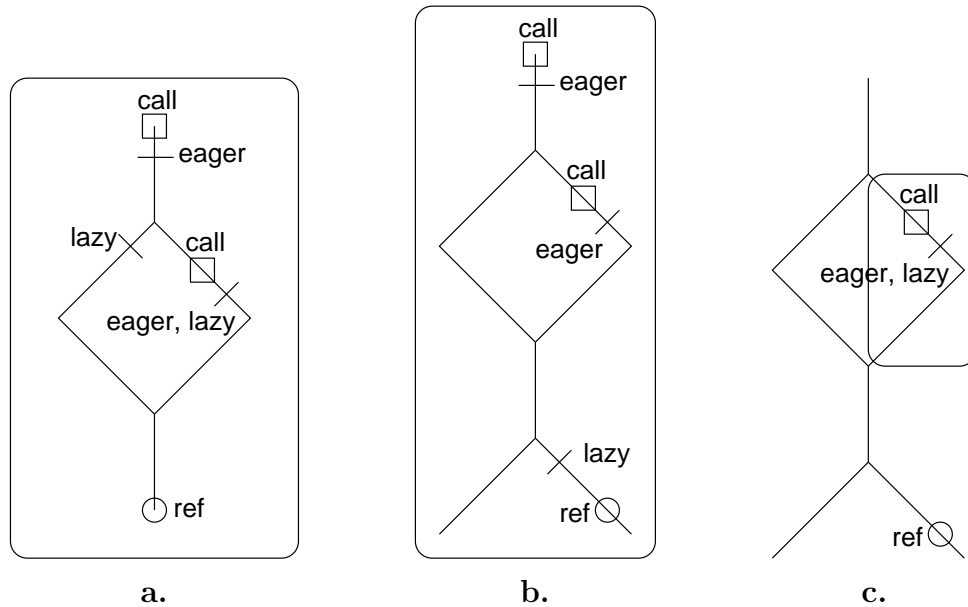 call
eager
lazy
call
eager, lazy
ref
a.
call
eager
call
eager
lazy
ref
b.
call
eager, lazy
ref
c.